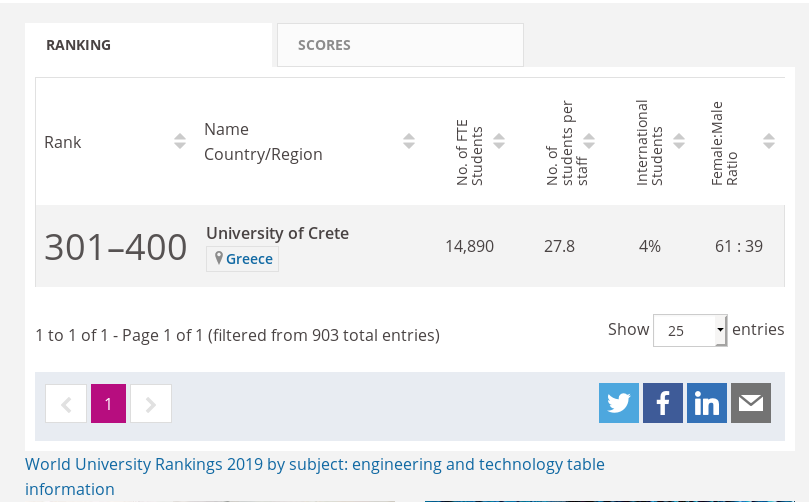 RANKING
SCORES
Rank
Name
Country/Region
No. of FTE
Students
No. of
students per
staff
International
Students
Female:Male
Ratio
301–400
University of Crete
Greece
14,890
27.8
4%
61 : 39
1 to 1 of 1 - Page 1 of 1 (filtered from 903 total entries)
Show 25 entries
1
World University Rankings 2019 by subject: engineering and technology table
information